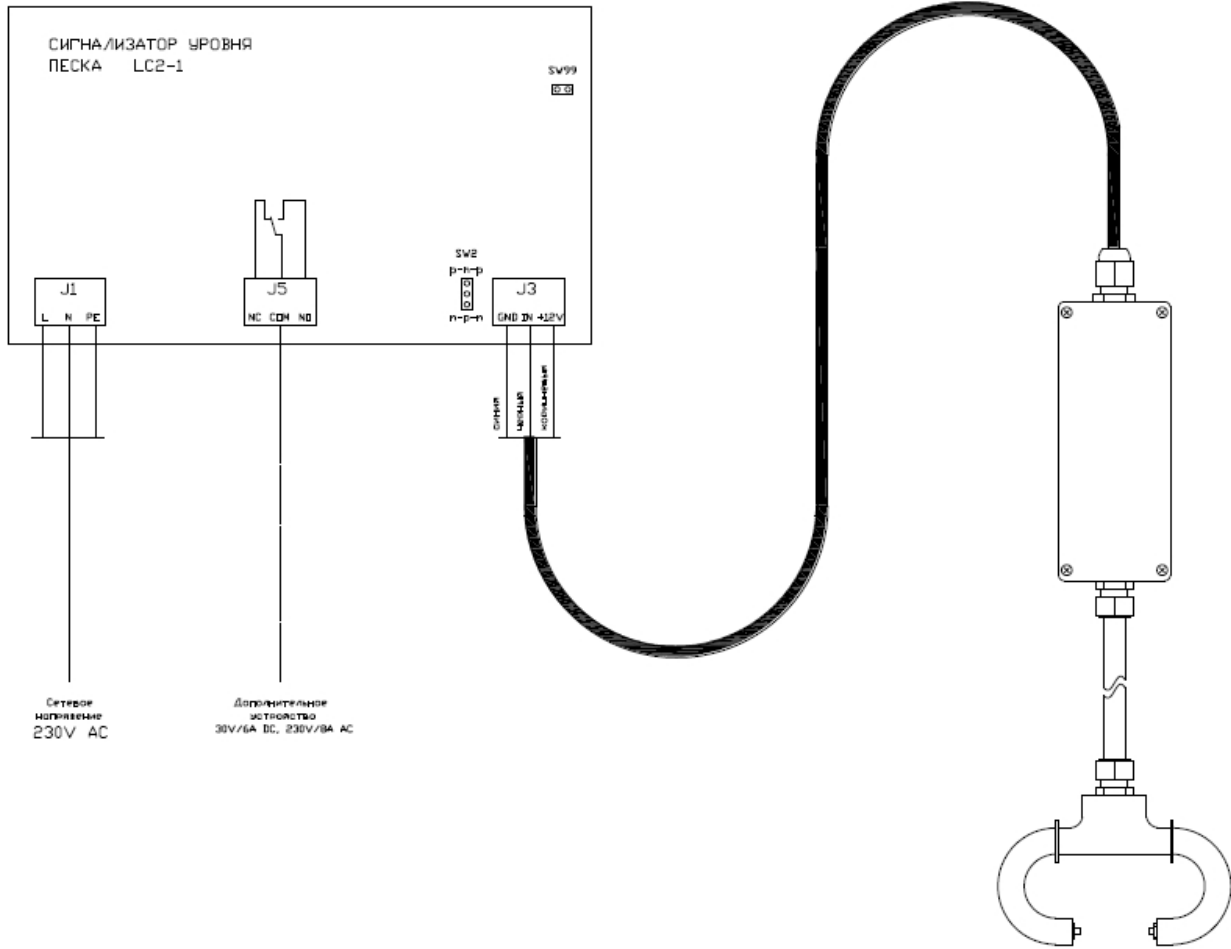 СИГНАЛИЗАТОР УРОВНЯ
ПЕСКА LC2-1
SW99
SW2
p-n-p
n-p-n
J1
L N PE
J5
NC COM NO
J3
GND IN +12V
синий
черный
коричневый
Сетевое
напряжение
230V AC
Дополнительное
устройство
30V/6A DC, 230V/8A AC